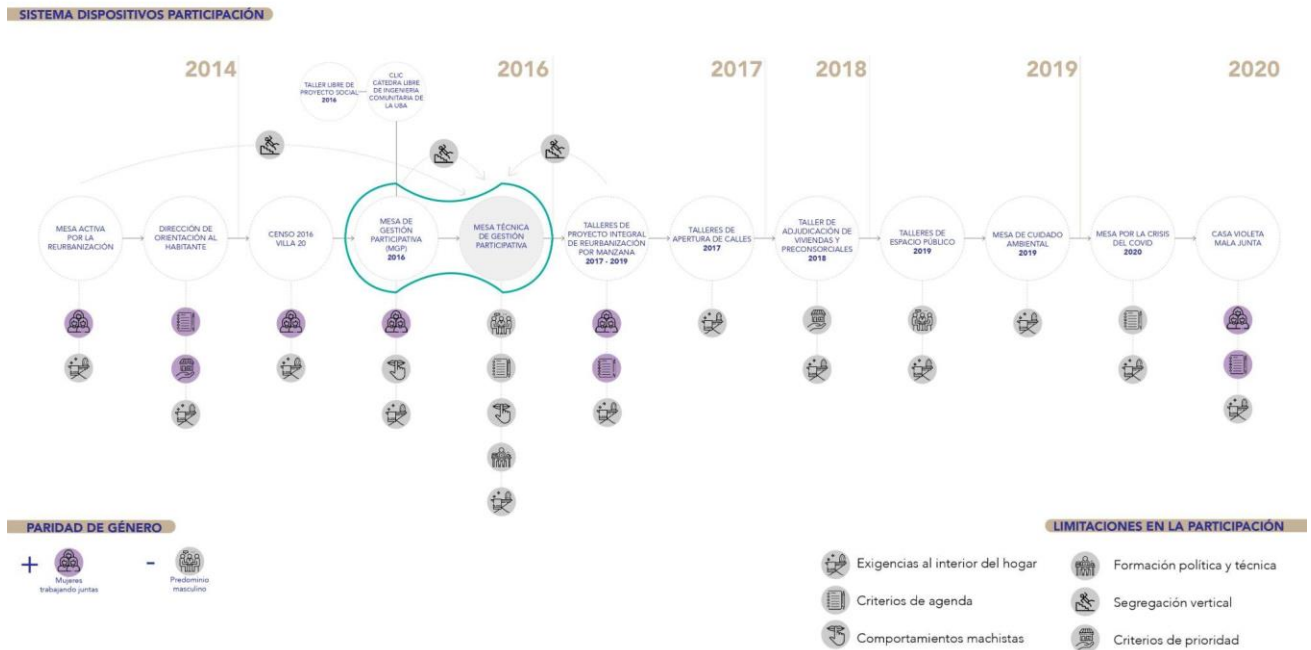 SISTEMA DISPOSITIVOS PARTICIPACIÓN
2014
2016
2017
2018
2019
2020
TALLER LIBRE DE
PROYECTO SOCIAL
2016
CLIC
CÁTEDRA LIBRE
DE INGENIERIA
COMUNITARIA DE
LA UBA
MESA ACTIVA
POR LA
REURBANIZACIÓN
DIRECCIÓN DE
ORIENTACIÓN AL
HABITANTE
CENSO 2016
VILLA 20
MESA DE
GESTIÓN
PARTICIPATIVA
(MGP)
2016
MESA TÉCNICA
DE GESTIÓN
PARTICIPATIVA
TALLERES DE
PROYECTO INTEGRAL
DE REURBANIZACIÓN
POR MANZANA
2017 - 2019
TALLERES DE
APERTURA DE CALLES
2017
TALLER DE
ADJUDICACIÓN DE
VIVIENDAS Y
PRECONSORCIALES
2018
TALLERES DE
ESPACIO PÚBLICO
2019
MESA DE CUIDADO
AMBIENTAL
2019
MESA POR LA CRISIS
DEL COVID
2020
CASA VIOLETA
MALA JUNTA
PARIDAD DE GÉNERO
+
Mujeres
trabajando juntas
-
Predominio
masculino
LIMITACIONES EN LA PARTICIPACIÓN
Exigencias al interior del hogar
Criterios de agenda
Comportamientos machistas
Formación política y técnica
Segregación vertical
Criterios de prioridad